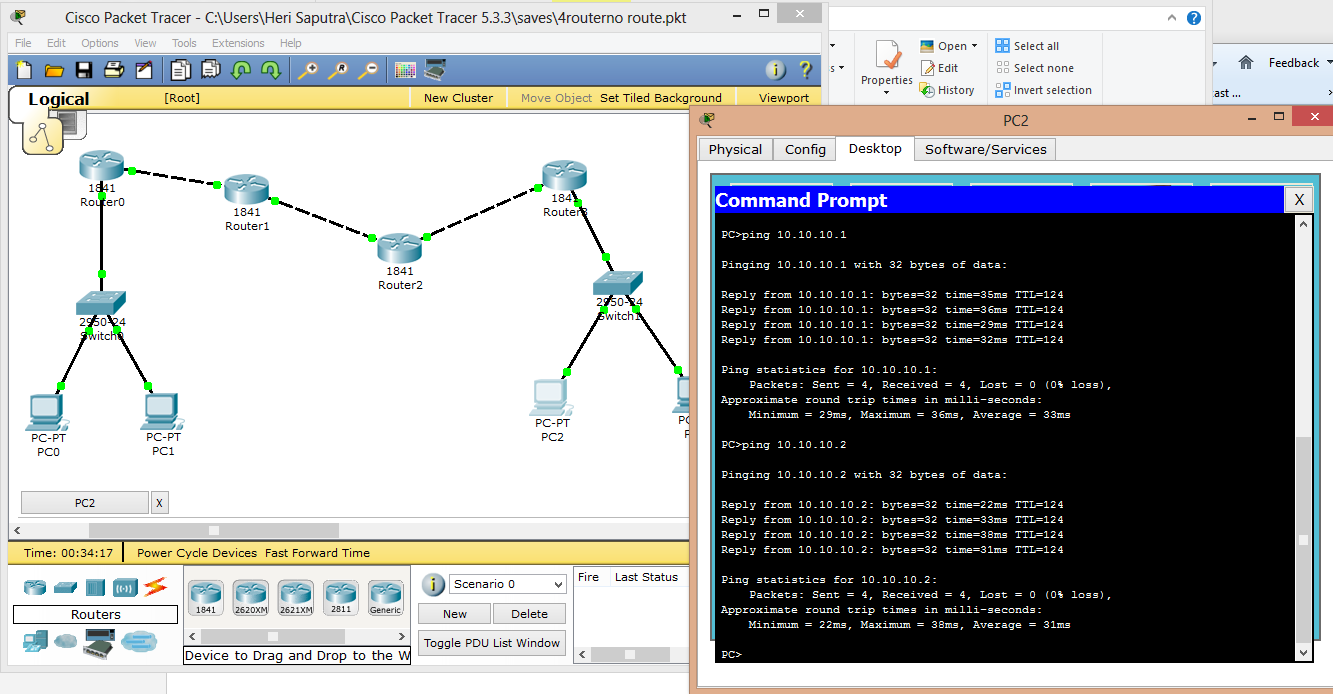 Cisco Packet Tracer - C:\Users\Heri Saputra\Cisco Packet Tracer 5.3.3\saves\4routerno route.pkt
File Edit Options View Tools Extensions Help
Logical [Root] New Cluster Move Object Set Tiled Background Viewport
1841
Router0
1841
Router1
1841
Router2
1841
2950-24
2950-24
PC-PT
PC0
PC-PT
PC1
PC-PT
PC2
PC2 X
Time: 00:34:17 Power Cycle Devices Fast Forward Time
Routers
1841 2620XM 2621XM 2811 Generic
Device to Drag and Drop to the W
Scenario 0
New Delete
Toggle PDU List Window
Fire Last Status
Properties
Open
Edit
History
Select all
Select none
Invert selection
Feedback
ast ...
PC2
Physical Config Desktop Software/Services
Command Prompt X
PC>ping 10.10.10.1
Pinging 10.10.10.1 with 32 bytes of data:
Reply from 10.10.10.1: bytes=32 time=35ms TTL=124
Reply from 10.10.10.1: bytes=32 time=36ms TTL=124
Reply from 10.10.10.1: bytes=32 time=29ms TTL=124
Reply from 10.10.10.1: bytes=32 time=32ms TTL=124
Ping statistics for 10.10.10.1:
Packets: Sent = 4, Received = 4, Lost = 0 (0% loss),
Approximate round trip times in milli-seconds:
Minimum = 29ms, Maximum = 36ms, Average = 33ms
PC>ping 10.10.10.2
Pinging 10.10.10.2 with 32 bytes of data:
Reply from 10.10.10.2: bytes=32 time=22ms TTL=124
Reply from 10.10.10.2: bytes=32 time=33ms TTL=124
Reply from 10.10.10.2: bytes=32 time=38ms TTL=124
Reply from 10.10.10.2: bytes=32 time=31ms TTL=124
Ping statistics for 10.10.10.2:
Packets: Sent = 4, Received = 4, Lost = 0 (0% loss),
Approximate round trip times in milli-seconds:
Minimum = 22ms, Maximum = 38ms, Average = 31ms
PC>